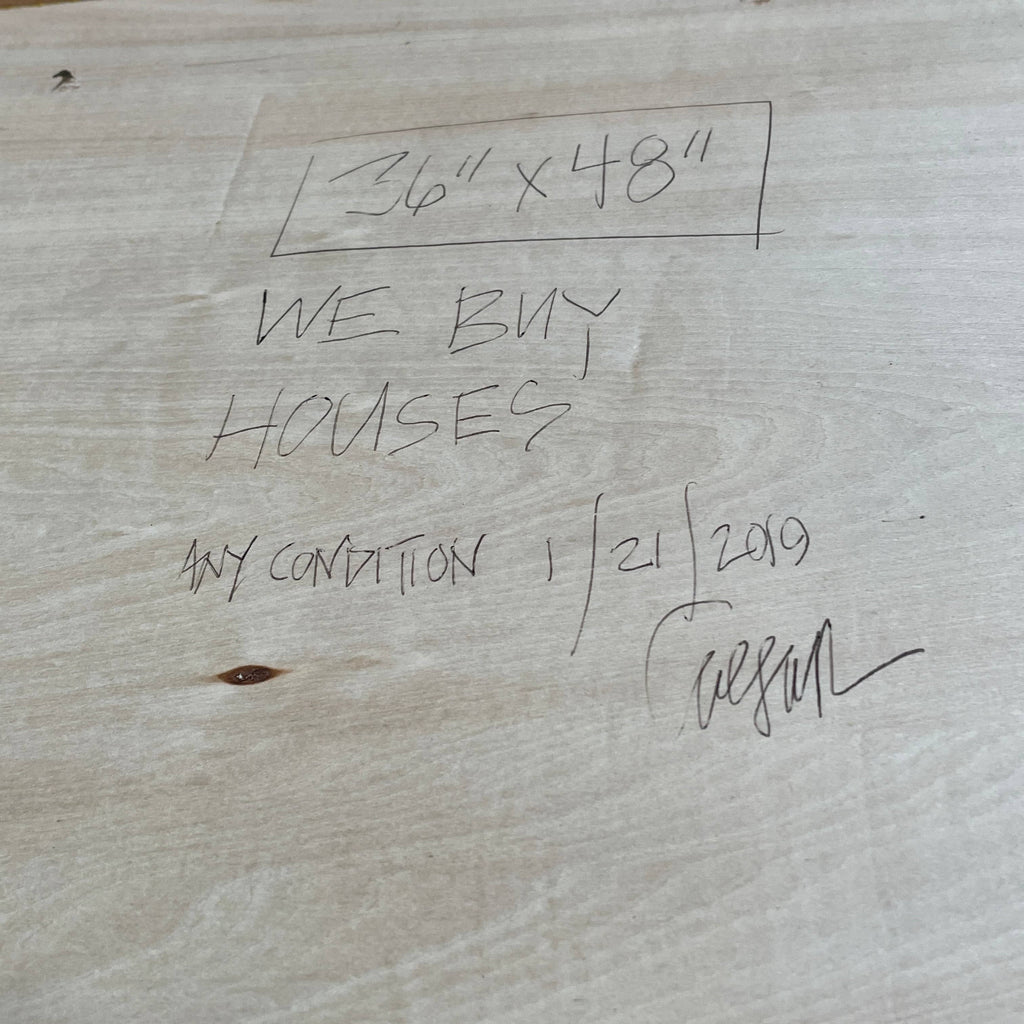 36" x 48"
WE BUY
HOUSES
ANY CONDITION 1/21/2019